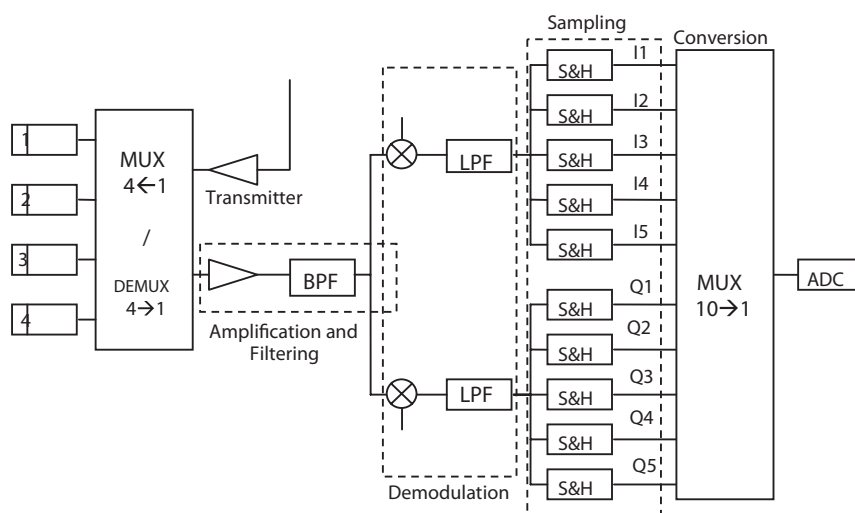 Sampling
Conversion
1
2
3
4
MUX
4←1
/
DEMUX
4→1
Transmitter
BPF
Amplification and
Filtering
LPF
LPF
Demodulation
S&H
I1
S&H
I2
S&H
I3
S&H
I4
S&H
I5
S&H
Q1
S&H
Q2
S&H
Q3
S&H
Q4
S&H
Q5
MUX
10→1
ADC